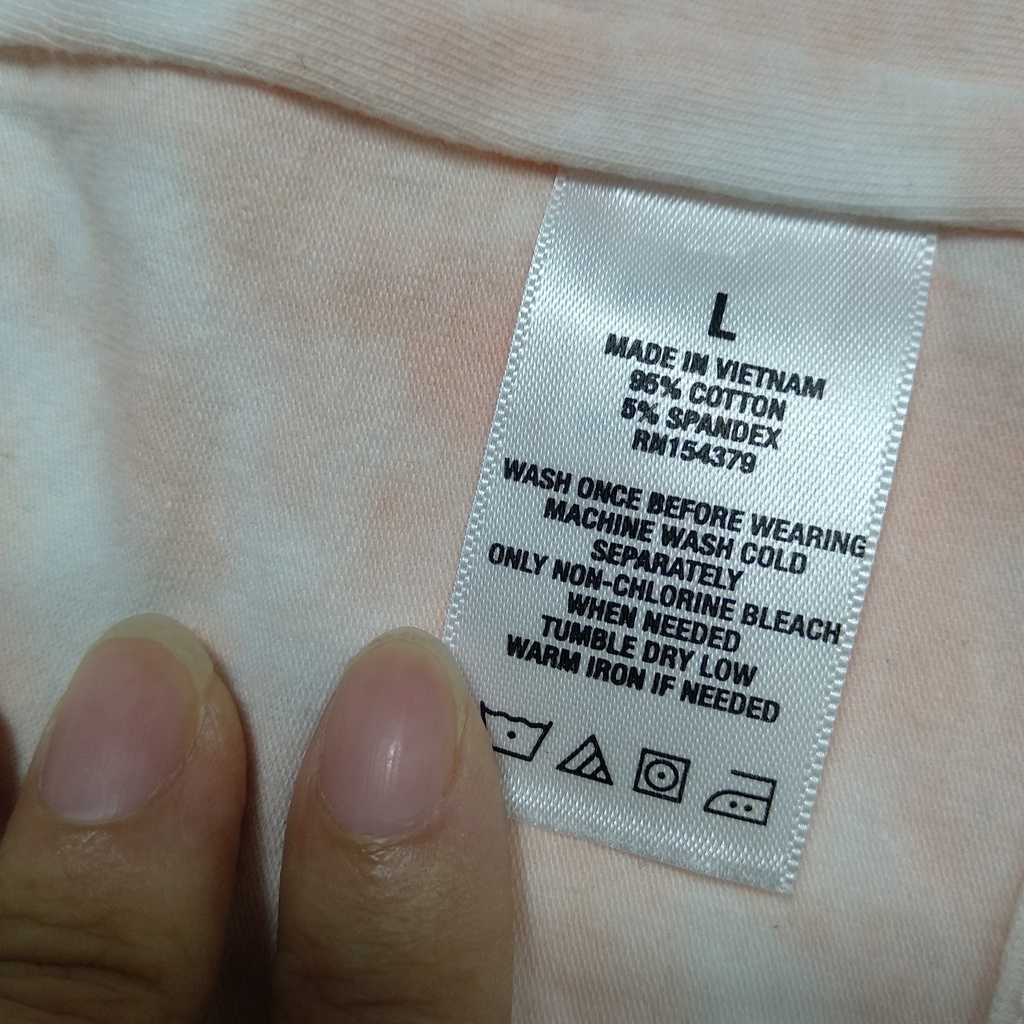 L
MADE IN VIETNAM
95% COTTON
5% SPANDEX
RN154379
WASH ONCE BEFORE WEARING
MACHINE WASH COLD
SEPARATELY
ONLY NON-CHLORINE BLEACH
WHEN NEEDED
TUMBLE DRY LOW
WARM IRON IF NEEDED